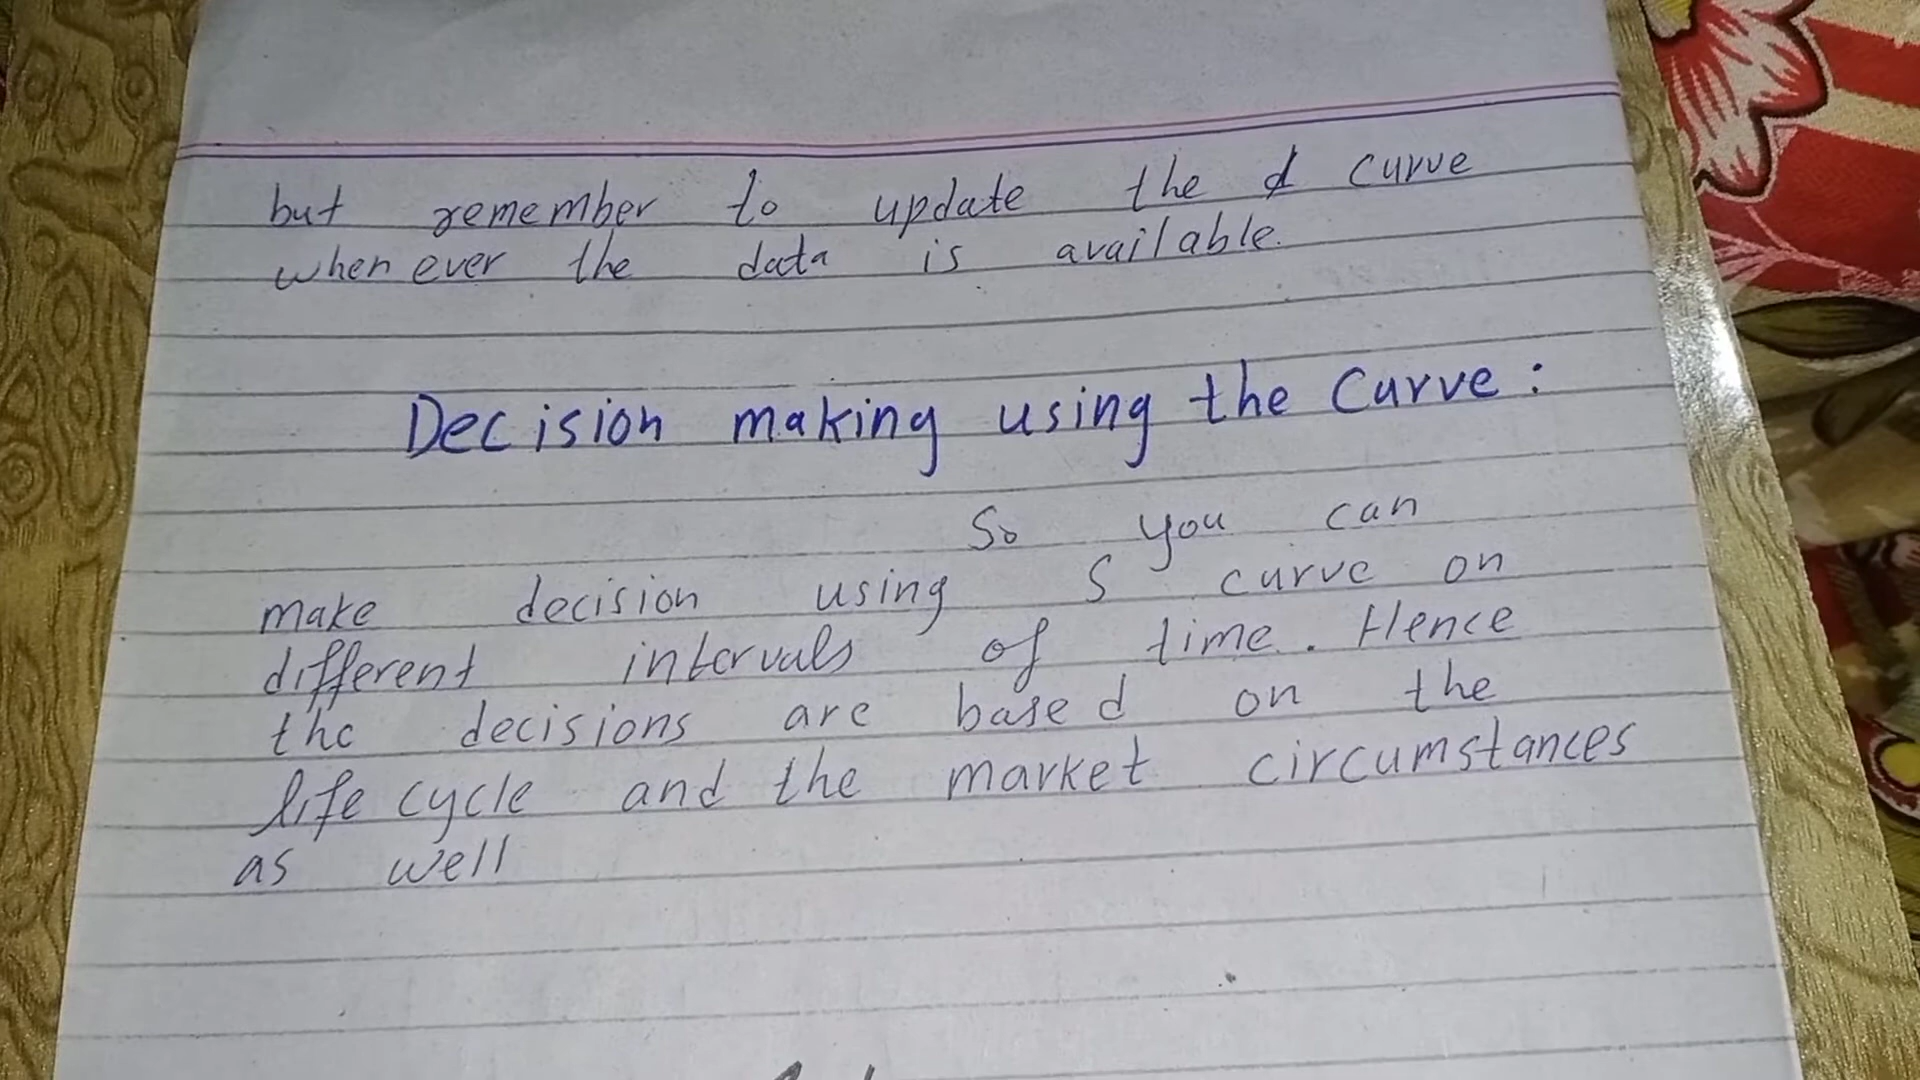 but remember to update the d curve
when ever the data is available.
Decision making using the Curve :
So you can
make decision using S curve on
different intervals of time. Hence
the decisions are based on the
life cycle and the market circumstances
as well